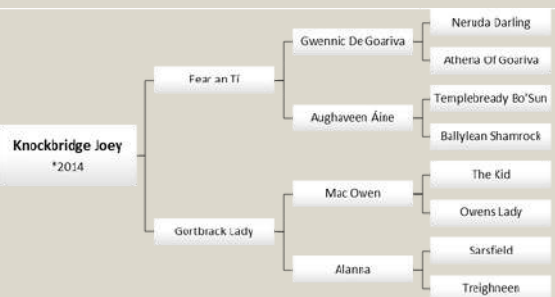 Neruda Darling
Gwennic De Goariva
Athena Of Goariva
Fear an Tí
Templebready Bo'Sun
Aughaveen Áine
Ballylean Shamrock
Knockbridge Joey
*2014
The Kid
Mac Owen
Owens Lady
Gortbrack Lady
Sarsfield
Alanna
Treighneen